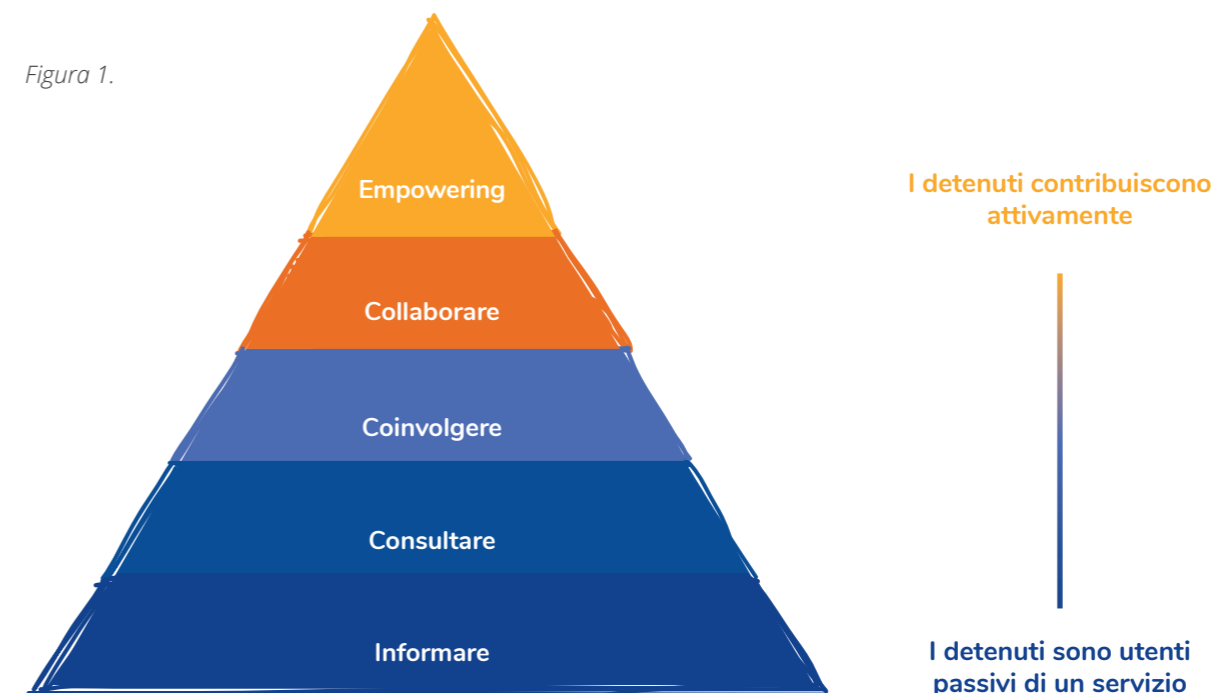 Figura 1.
Empowering
Collaborare
Coinvolgere
Consultare
Informare
I detenuti contribuiscono
attivamente
I detenuti sono utenti
passivi di un servizio